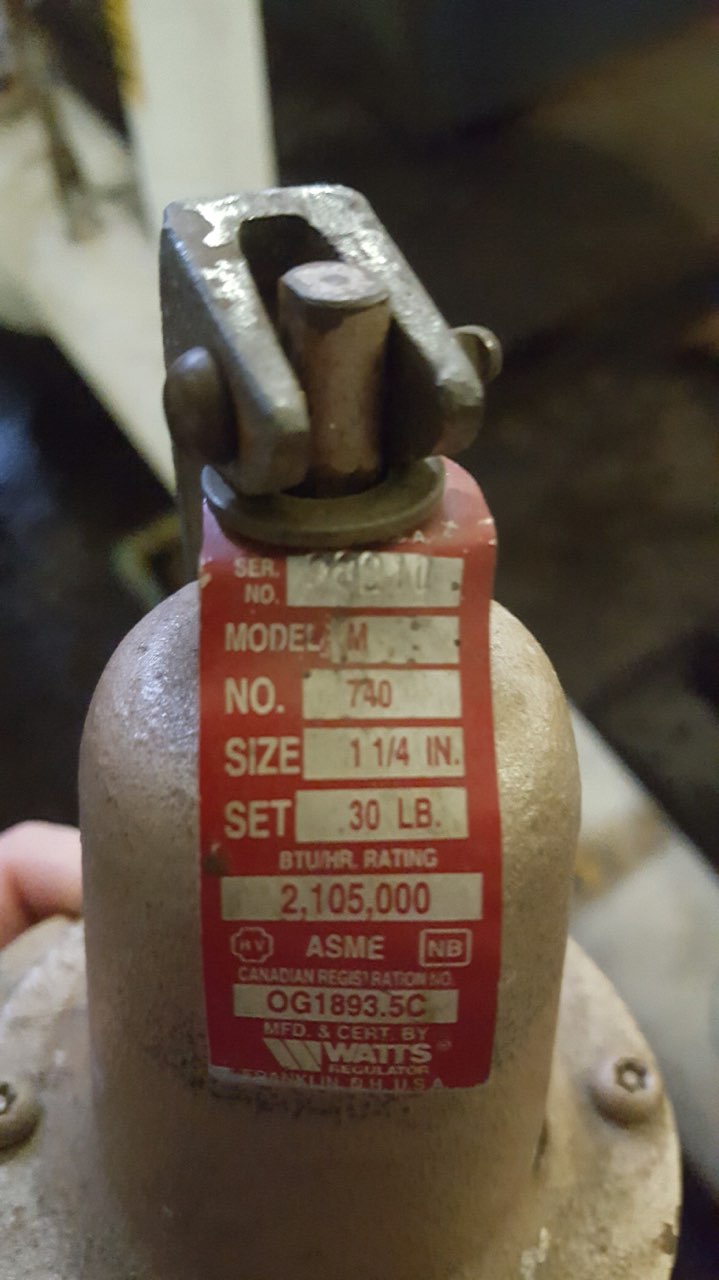 SER.
NO.
MODEL M
NO. 740
SIZE 1 1/4 IN.
SET 30 LB.
BTU/HR. RATING
2,105,000
HV ASME NB
CANADIAN REGISTRATION NO.
OG1893.5C
MFD. & CERT. BY
WATTS®
REGULATOR
FRANKLIN, N.H. U.S.A.